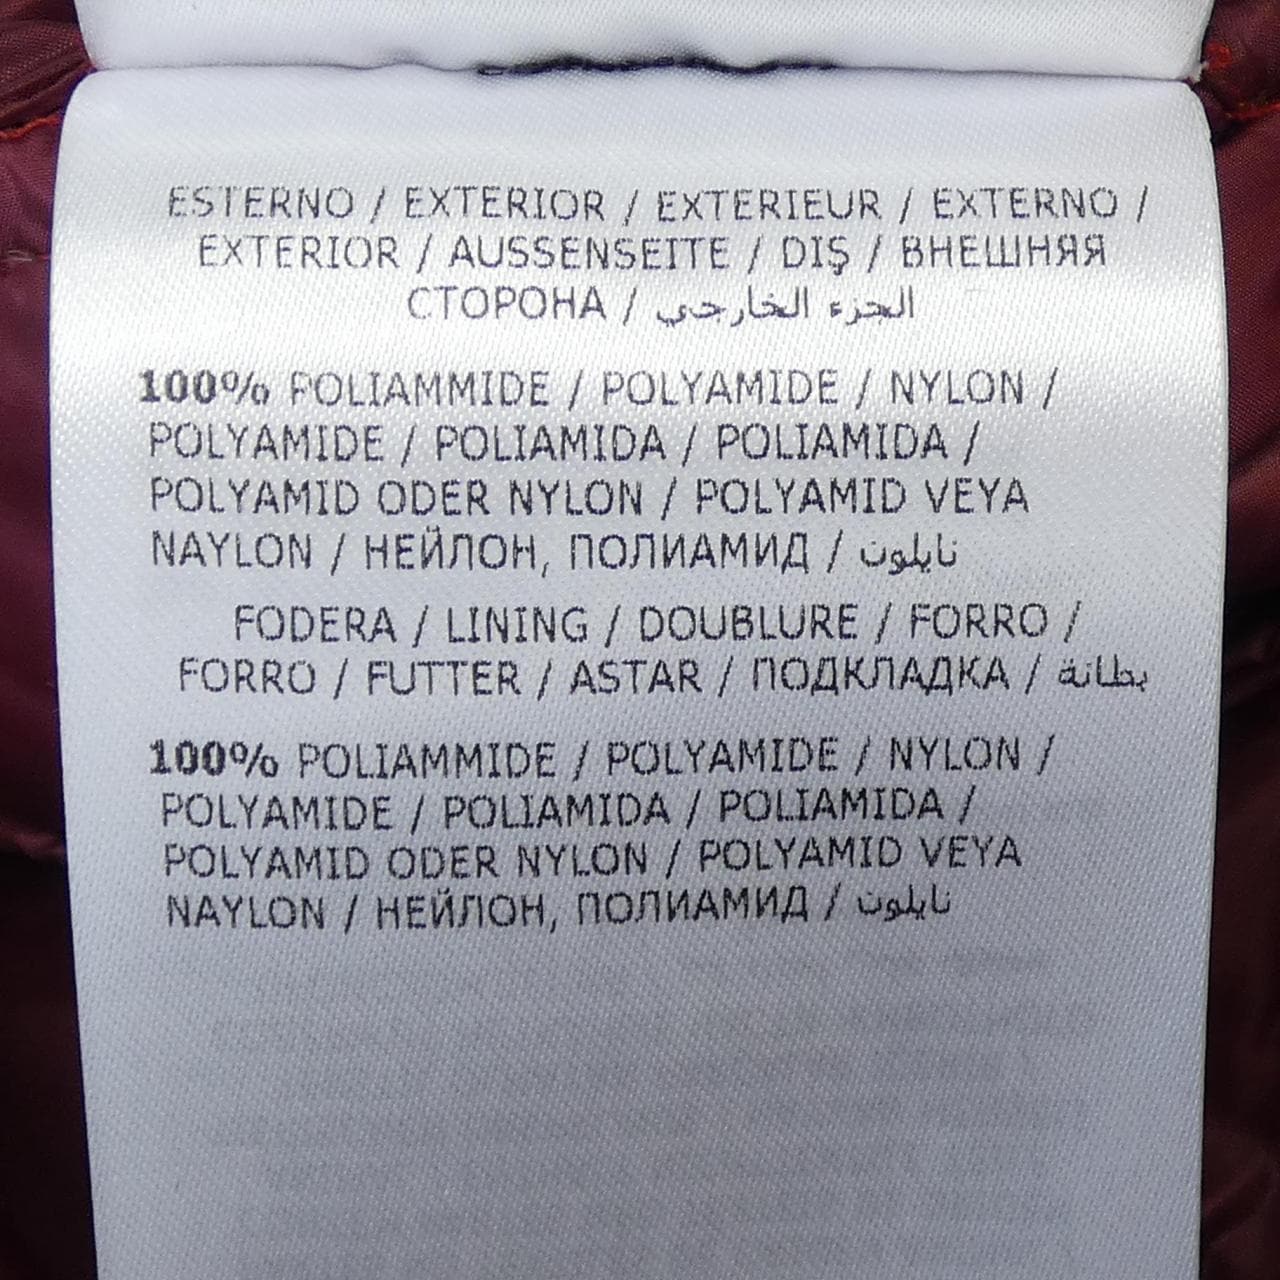 ESTERNO / EXTERIOR / EXTERIEUR / EXTERNO /
EXTERIOR / AUSSENSEITE / DIŞ / ВНЕШНЯЯ
СТОРОНА / الجزء الخارجي
100% POLIAMMIDE / POLYAMIDE / NYLON /
POLYAMIDE / POLIAMIDA / POLIAMIDA /
POLYAMID ODER NYLON / POLYAMID VEYA
NAYLON / НЕЙЛОН, ПОЛИАМИД / نايلون
FODERA / LINING / DOUBLURE / FORRO /
FORRO / FUTTER / ASTAR / ПОДКЛАДКА / بطانة
100% POLIAMMIDE / POLYAMIDE / NYLON /
POLYAMIDE / POLIAMIDA / POLIAMIDA /
POLYAMID ODER NYLON / POLYAMID VEYA
NAYLON / НЕЙЛОН, ПОЛИАМИД / نايلون